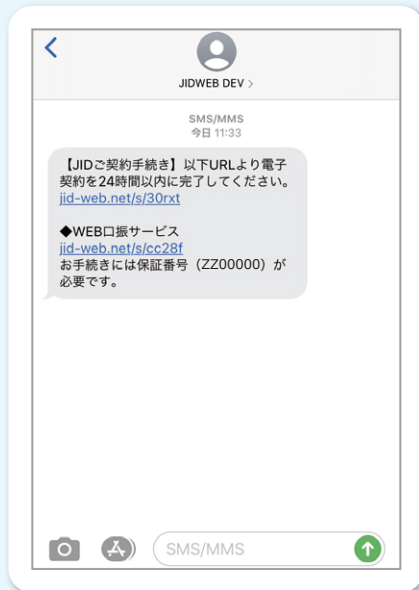 JIDWEB DEV >
SMS/MMS
今日 11:33
【JIDご契約手続き】以下URLより電子
契約を24時間以内に完了してください。
jid-web.net/s/30rxt
◆WEB口振サービス
jid-web.net/s/cc28f
お手続きには保証番号（ZZ00000）が
必要です。
SMS/MMS